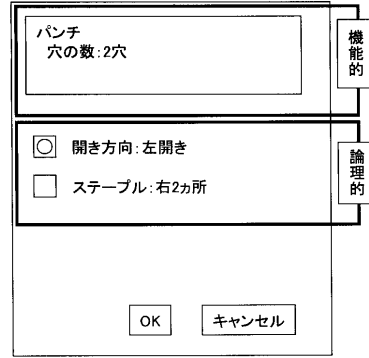 パンチ
穴の数:2穴
機能的
開き方向:左開き
ステープル:右2ヵ所
論理的
OK
キャンセル